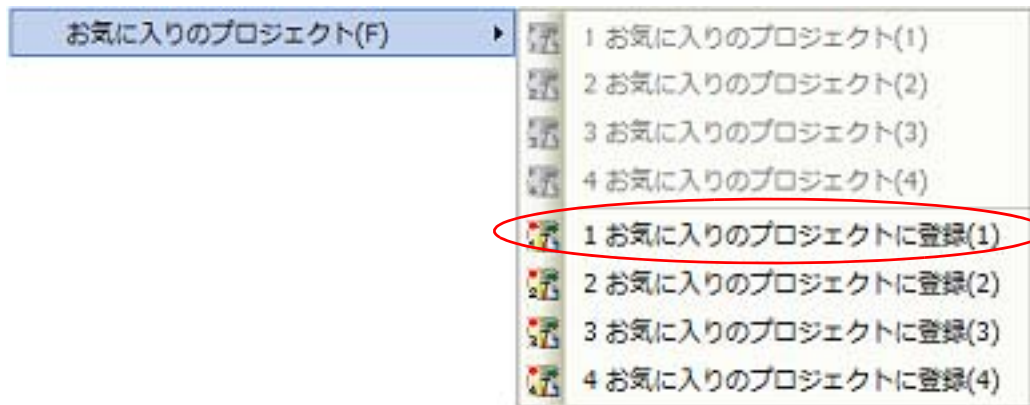 お気に入りのプロジェクト(F)
1 お気に入りのプロジェクト(1)
2 お気に入りのプロジェクト(2)
3 お気に入りのプロジェクト(3)
4 お気に入りのプロジェクト(4)
1 お気に入りのプロジェクトに登録(1)
2 お気に入りのプロジェクトに登録(2)
3 お気に入りのプロジェクトに登録(3)
4 お気に入りのプロジェクトに登録(4)